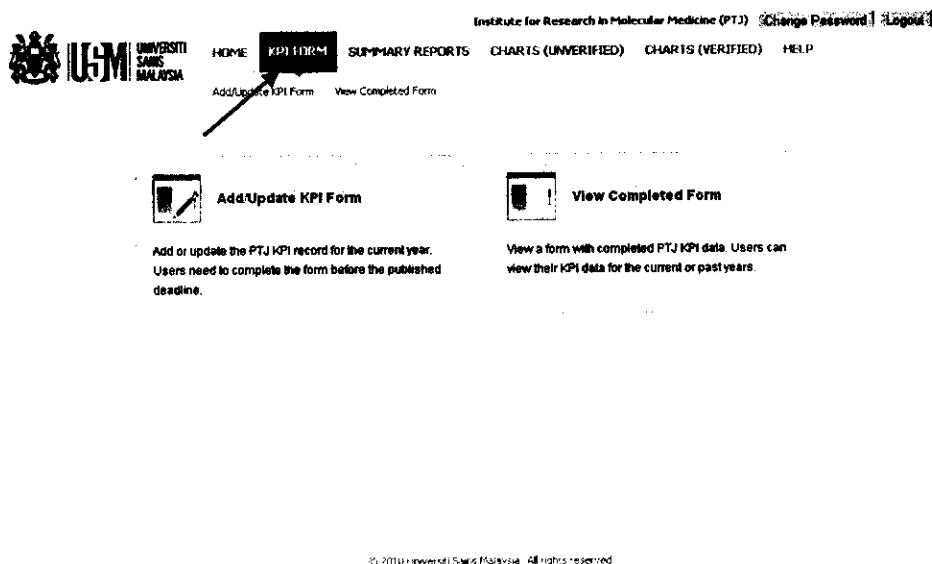 Institute for Research in Molecular Medicine (PTJ) Change Password Logout
USM UNIVERSITI SAINS MALAYSIA
HOME KPI FORM SUMMARY REPORTS CHARTS (UNVERIFIED) CHARTS (VERIFIED) HELP
Add/Update KPI Form View Completed Form
Add/Update KPI Form
Add or update the PTJ KPI record for the current year.
Users need to complete the form before the published
deadline.
View Completed Form
View a form with completed PTJ KPI data. Users can
view their KPI data for the current or past years.
© 2010 Universiti Sains Malaysia. All rights reserved